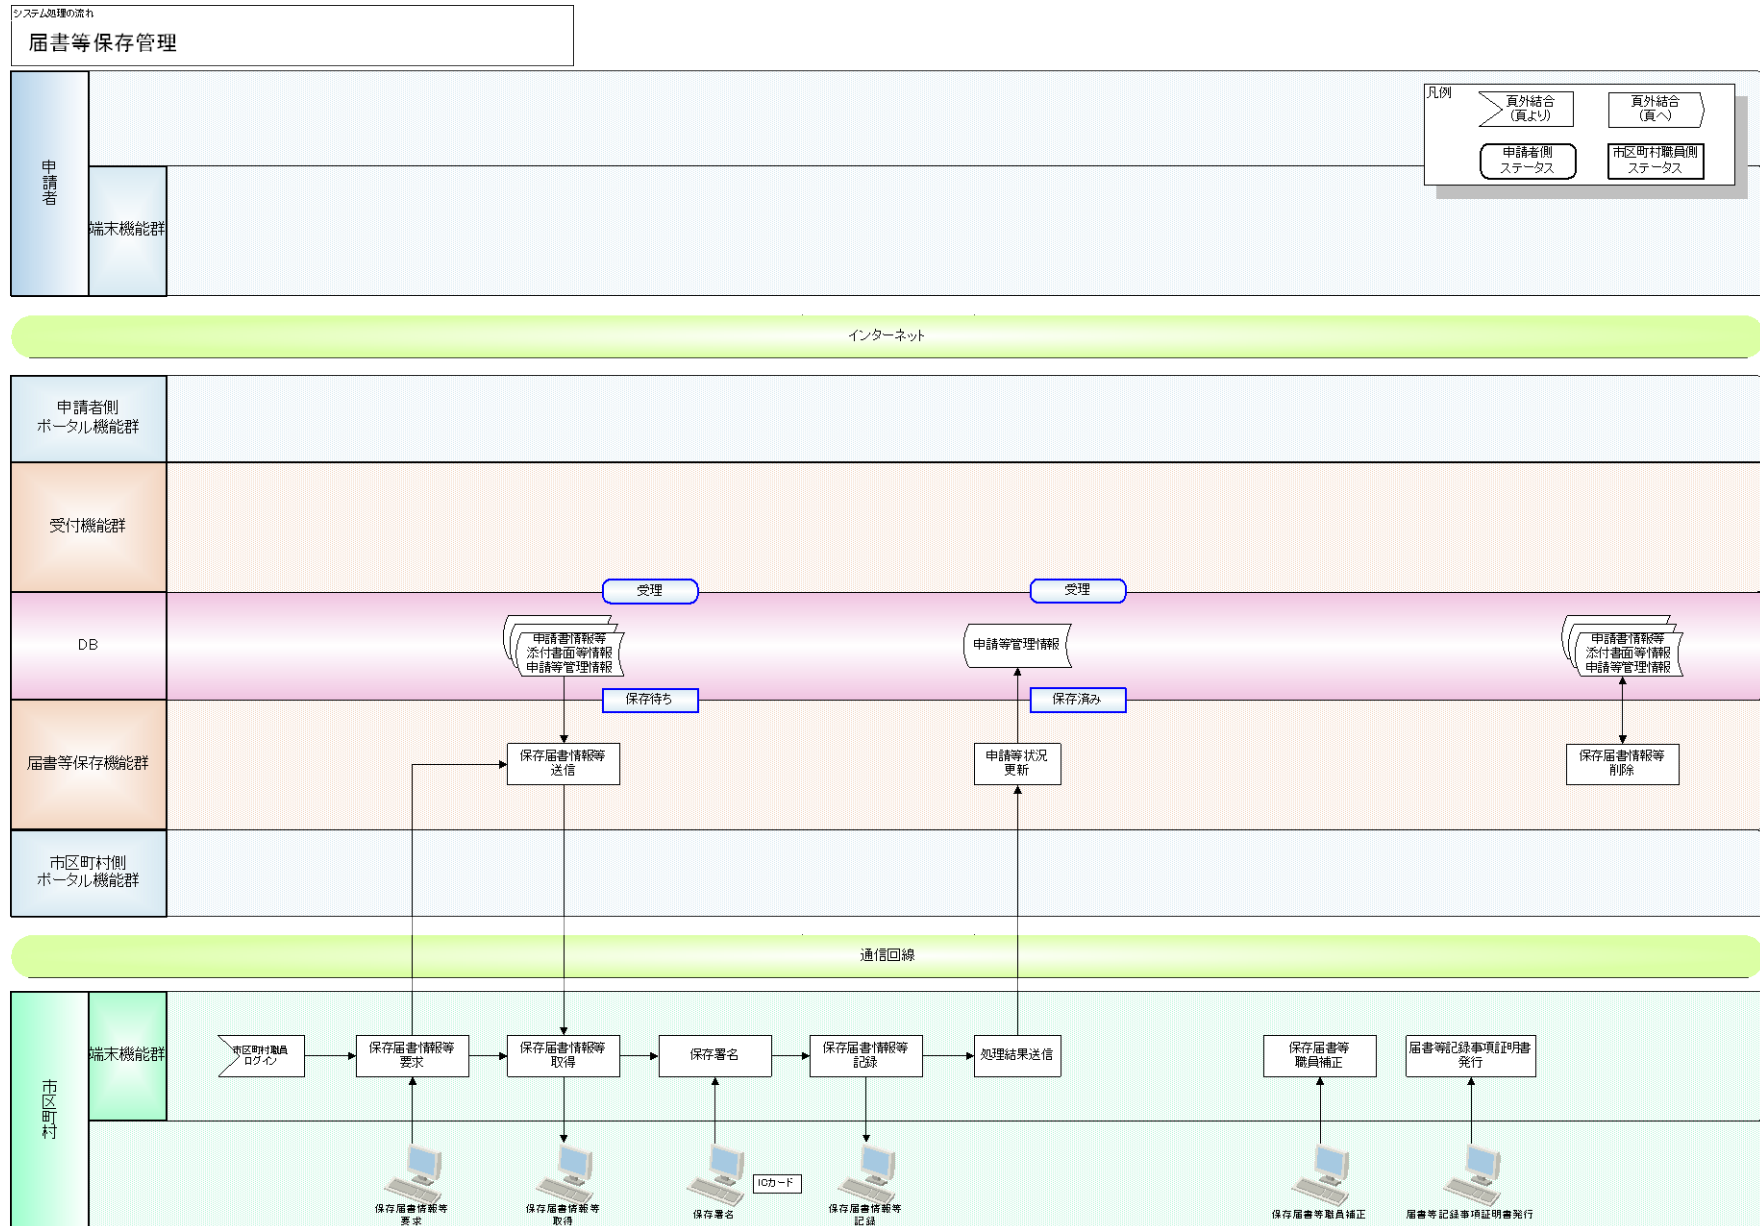 システム処理の流れ
届書等保存管理
凡例
頁外結合
(頁より)
頁外結合
(頁へ)
申請者側
ステータス
市区町村職員側
ステータス
申請者
端末機能群
インターネット
申請者側
ポータル機能群
受付機能群
受理
受理
DB
申請書情報等
添付書面等情報
申請等管理情報
申請等管理情報
申請書情報等
添付書面等情報
申請等管理情報
保存待ち
保存済み
届書等保存機能群
保存届書情報等
送信
申請等状況
更新
保存届書情報等
削除
市区町村側
ポータル機能群
通信回線
市区町村
端末機能群
市区町村職員
ログイン
保存届書情報等
要求
保存届書情報等
取得
保存署名
保存届書情報等
記録
処理結果送信
保存届書等
職員補正
届書等記録事項証明書
発行
保存届書情報等
要求
保存届書情報等
取得
保存署名
ICカード
保存届書情報等
記録
保存届書等職員補正
届書等記録事項証明書発行